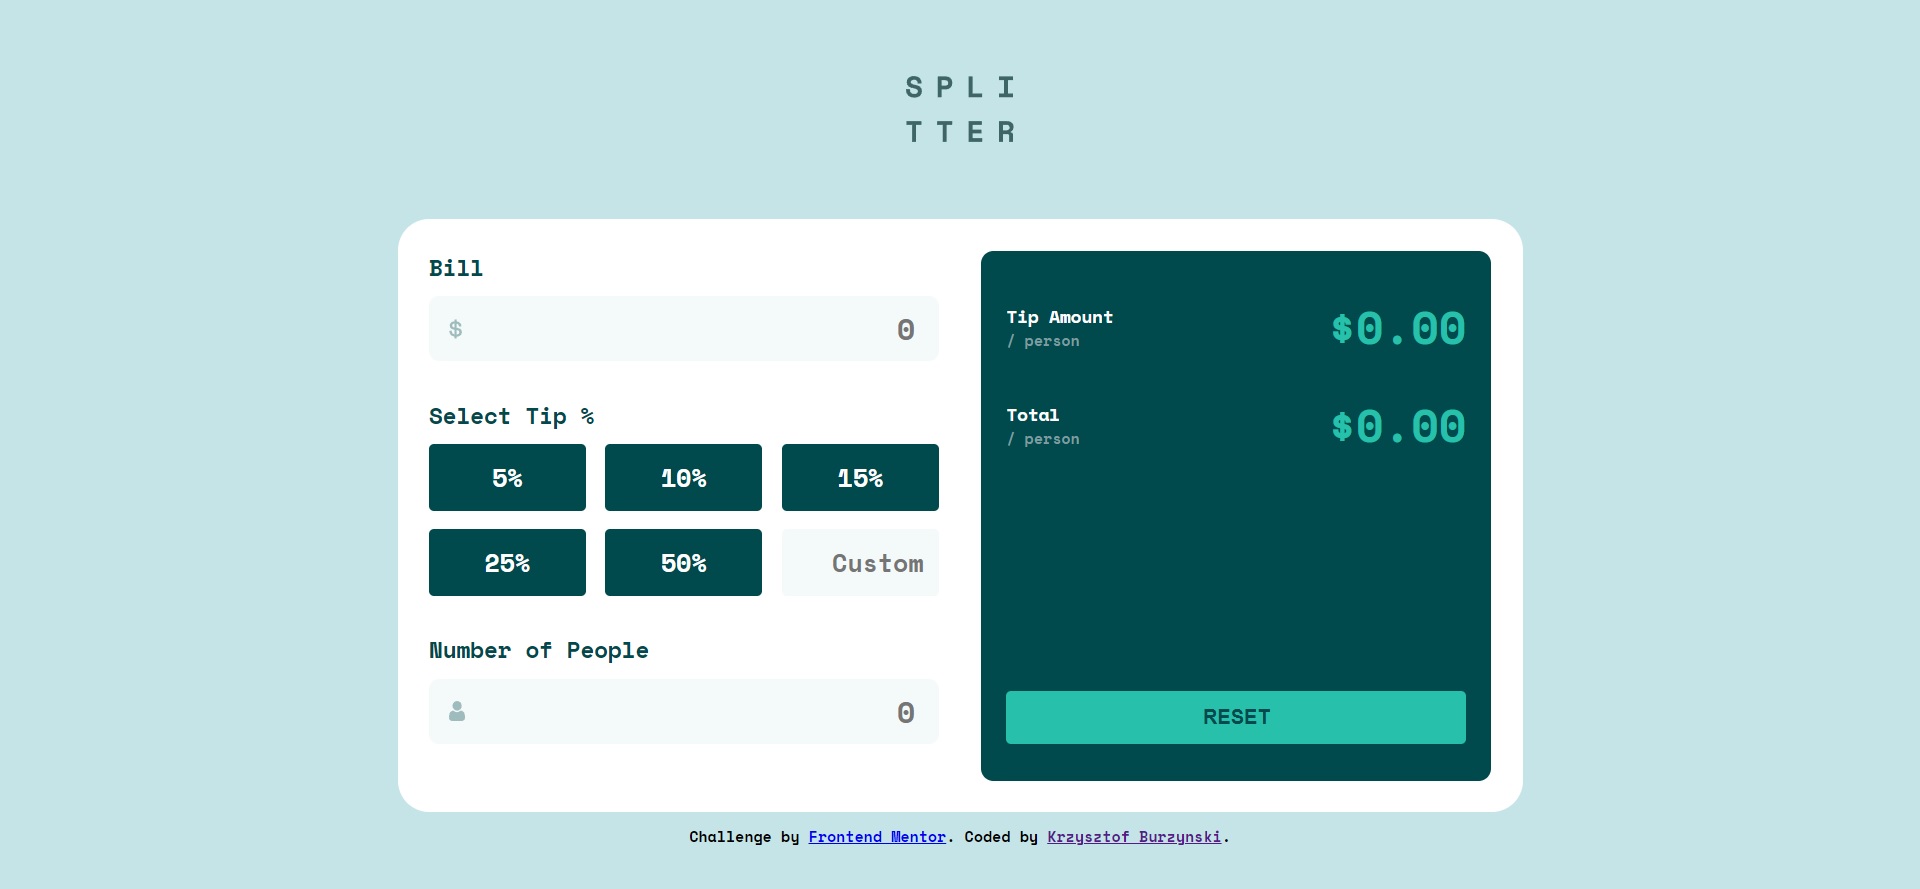 SPLI
TTER
Bill
$ 0
Select Tip %
5% 10% 15%
25% 50% Custom
Number of People
0
Tip Amount
/ person
$0.00
Total
/ person
$0.00
RESET
Challenge by Frontend Mentor. Coded by Krzysztof Burzynski.